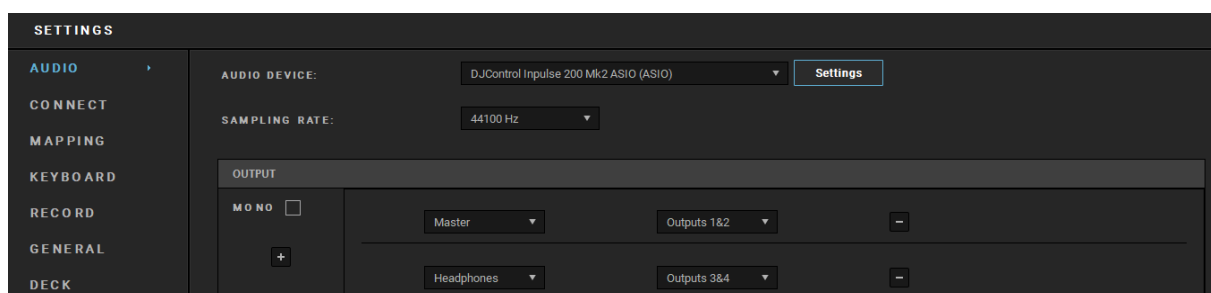 SETTINGS
AUDIO
CONNECT
MAPPING
KEYBOARD
RECORD
GENERAL
DECK
AUDIO DEVICE:
DJControl Inpulse 200 Mk2 ASIO (ASIO)
Settings
SAMPLING RATE:
44100 Hz
OUTPUT
MONO
+
Master
Outputs 1&2
−
Headphones
Outputs 3&4
−